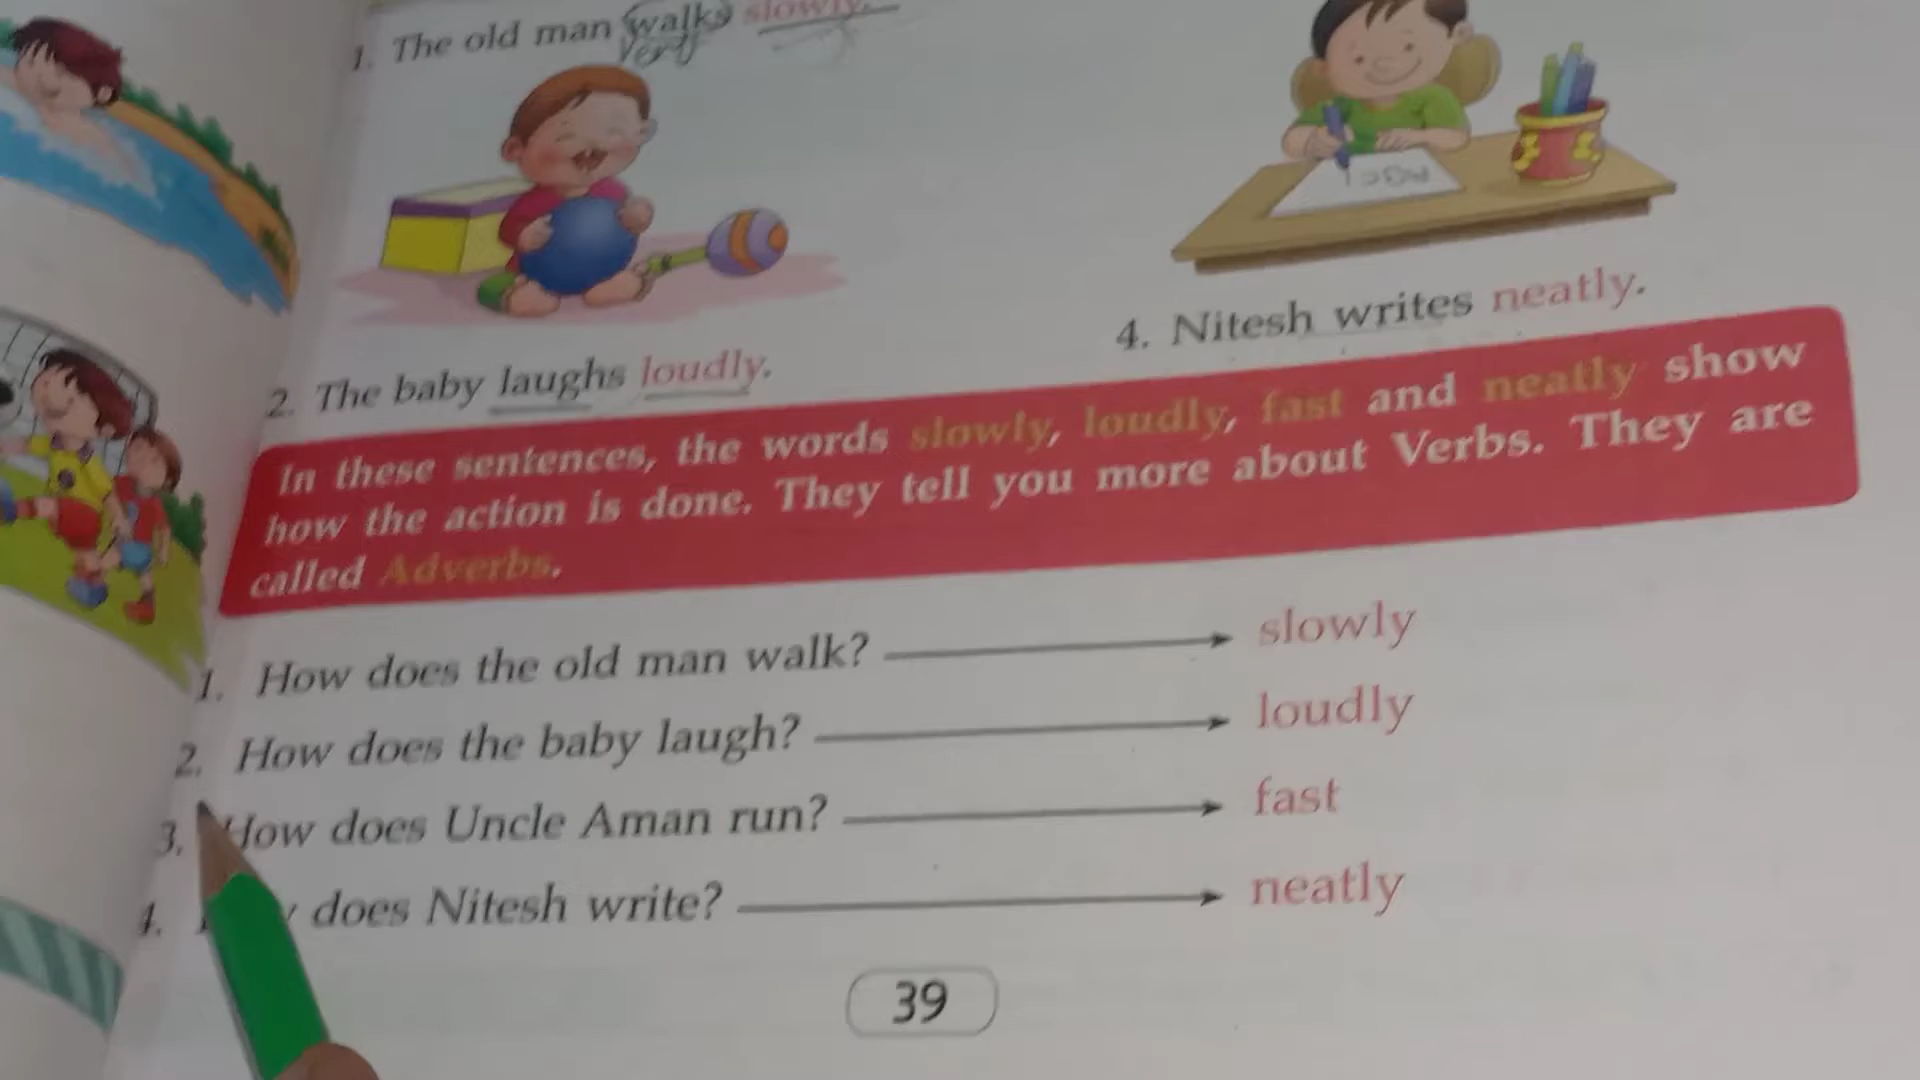 1. The old man walks slowly.
verb
2. The baby laughs loudly.
4. Nitesh writes neatly.
In these sentences, the words slowly, loudly, fast and neatly show
how the action is done. They tell you more about Verbs. They are
called Adverbs.
1. How does the old man walk? slowly
2. How does the baby laugh? loudly
3. How does Uncle Aman run? fast
4. does Nitesh write? neatly
39